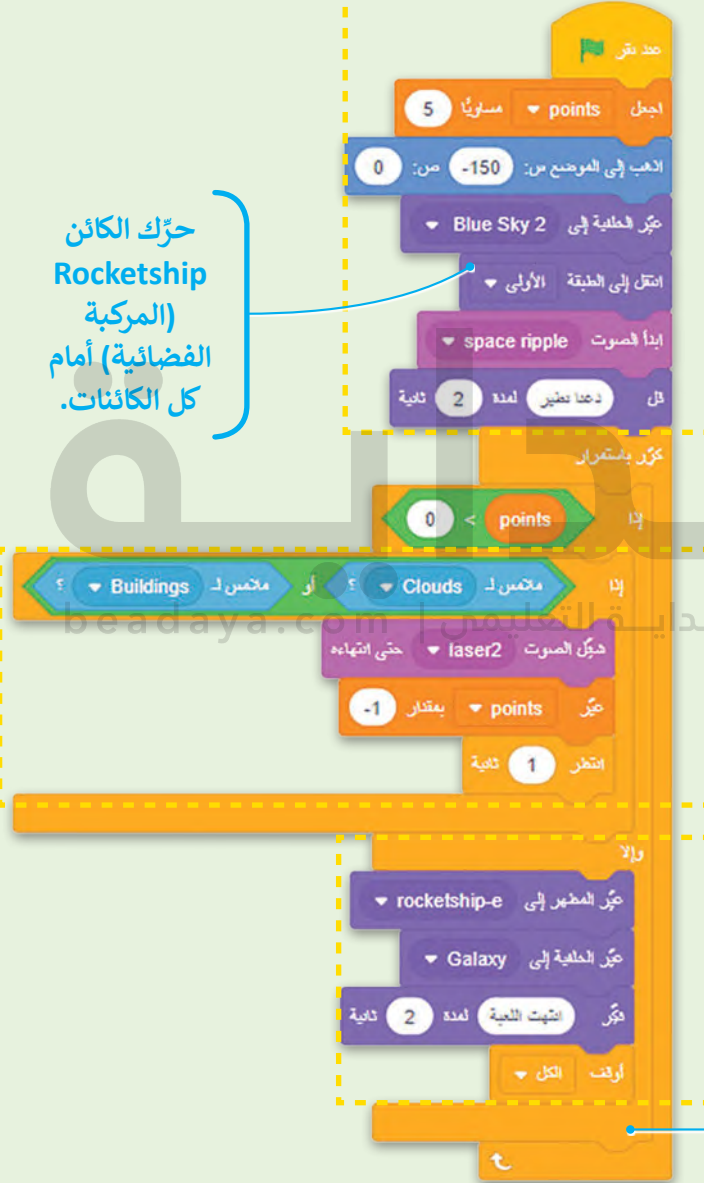 عند نقر
اجعل points مساويًا 5
اذهب إلى الموضع س: -150 ص: 0
غيِّر الخلفية إلى Blue Sky 2
انتقل إلى الطبقة الأولى
ابدأ الصوت space ripple
قل دعنا نطير لمدة 2 ثانية
حرِّك الكائن
Rocketship
(المركبة
الفضائية) أمام
كل الكائنات.
كرِّر باستمرار
إذا points > 0
إذا ملامس لـ Clouds ؟ أو ملامس لـ Buildings ؟
شغِّل الصوت laser2 حتى انتهاءه
غيِّر points بمقدار -1
انتظر 1 ثانية
وإلا
غيِّر المظهر إلى rocketship-e
غيِّر الخلفية إلى Galaxy
فكِّر انتهت اللعبة لمدة 2 ثانية
أوقف الكل
beadaya.com